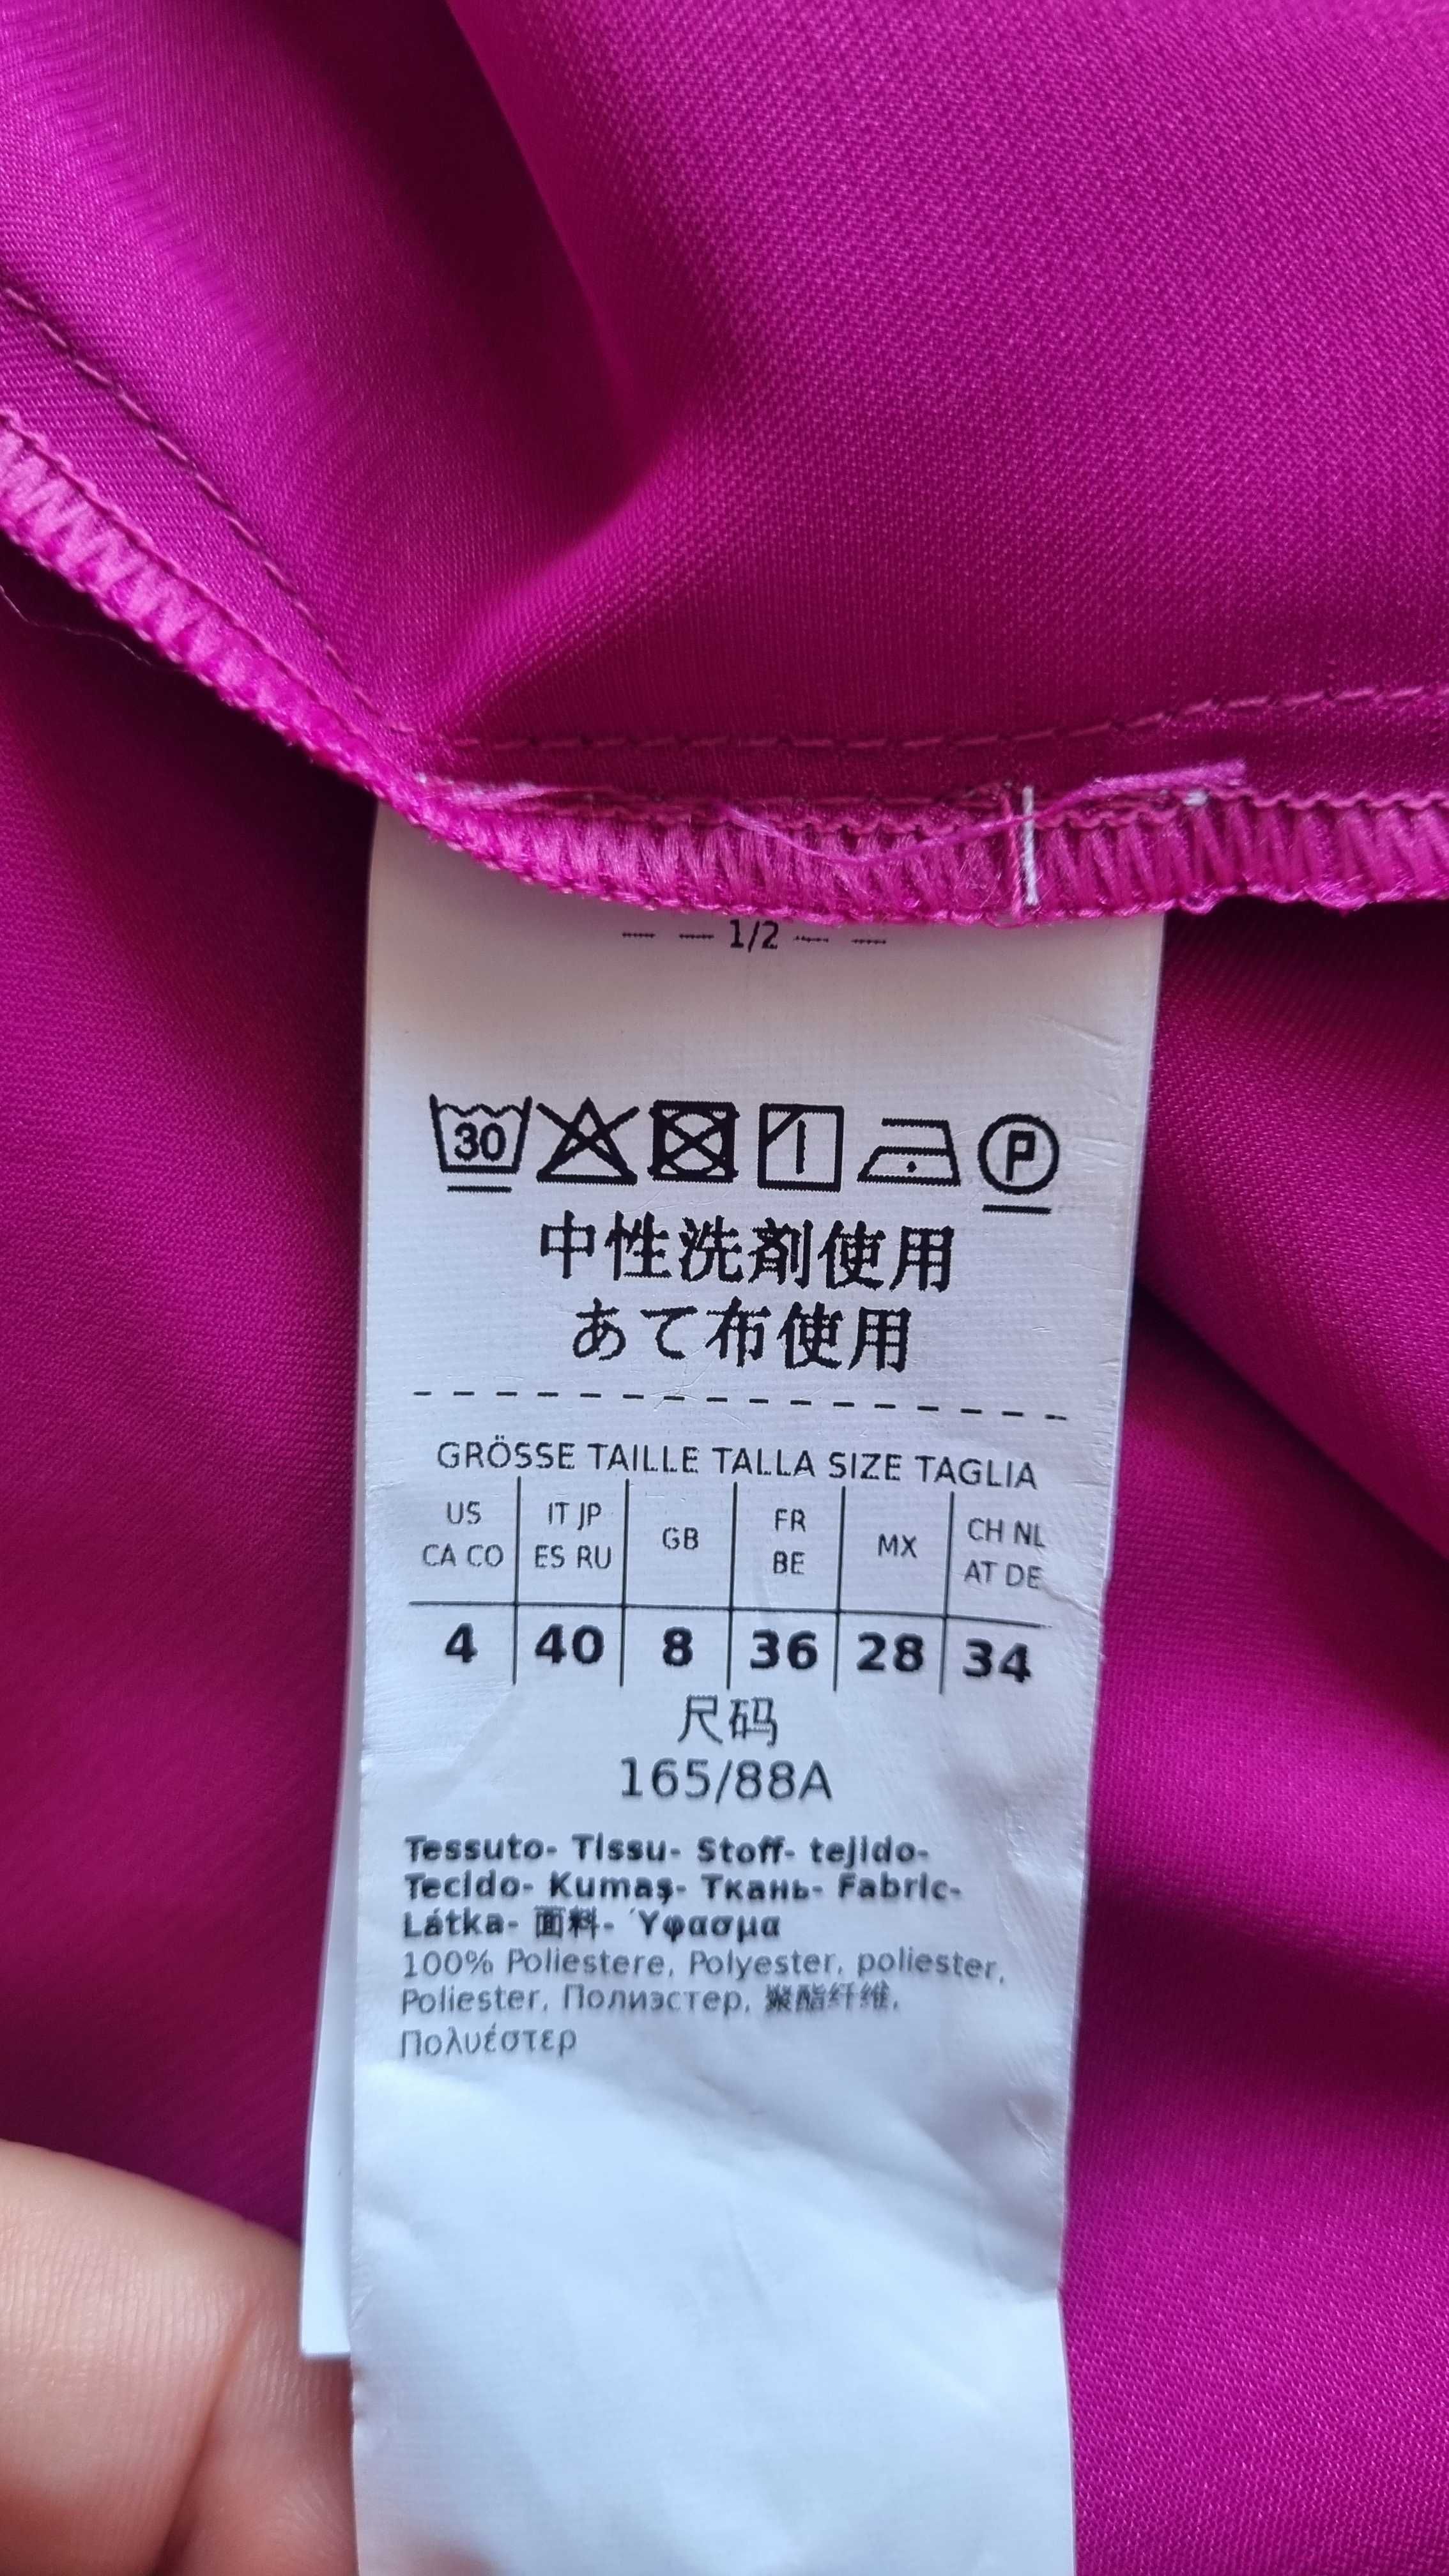 — — 1/2 — —
30 P
中性洗剤使用
あて布使用
GRÖSSE TAILLE TALLA SIZE TAGLIA
US IT JP GB FR MX CH NL
CA CO ES RU BE AT DE
4 40 8 36 28 34
尺码
165/88A
Tessuto- Tissu- Stoff- tejido-
Tecido- Kumaş- Ткань- Fabric-
Látka- 面料- Ύφασμα
100% Poliestere, Polyester, poliester,
Poliester, Полиэстер, 聚酯纤维,
Πολυέστερ